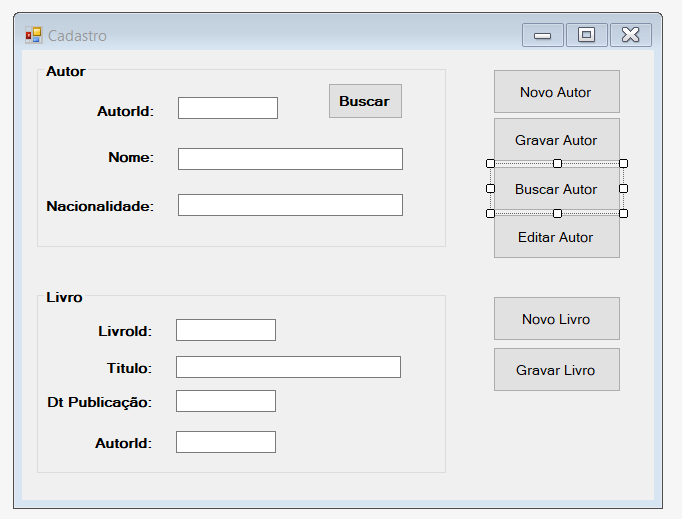 Cadastro
Autor
AutorId:
Buscar
Nome:
Nacionalidade:
Novo Autor
Gravar Autor
Buscar Autor
Editar Autor
Livro
LivroId:
Titulo:
Dt Publicação:
AutorId:
Novo Livro
Gravar Livro